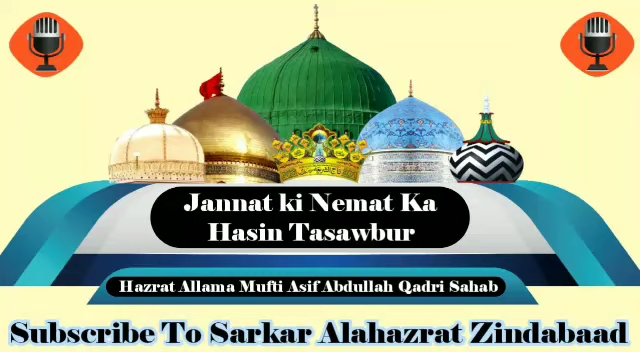 Jannat ki Nemat Ka
Hasin Tasawbur
Hazrat Allama Mufti Asif Abdullah Qadri Sahab
Subscribe To Sarkar Alahazrat Zindabaad